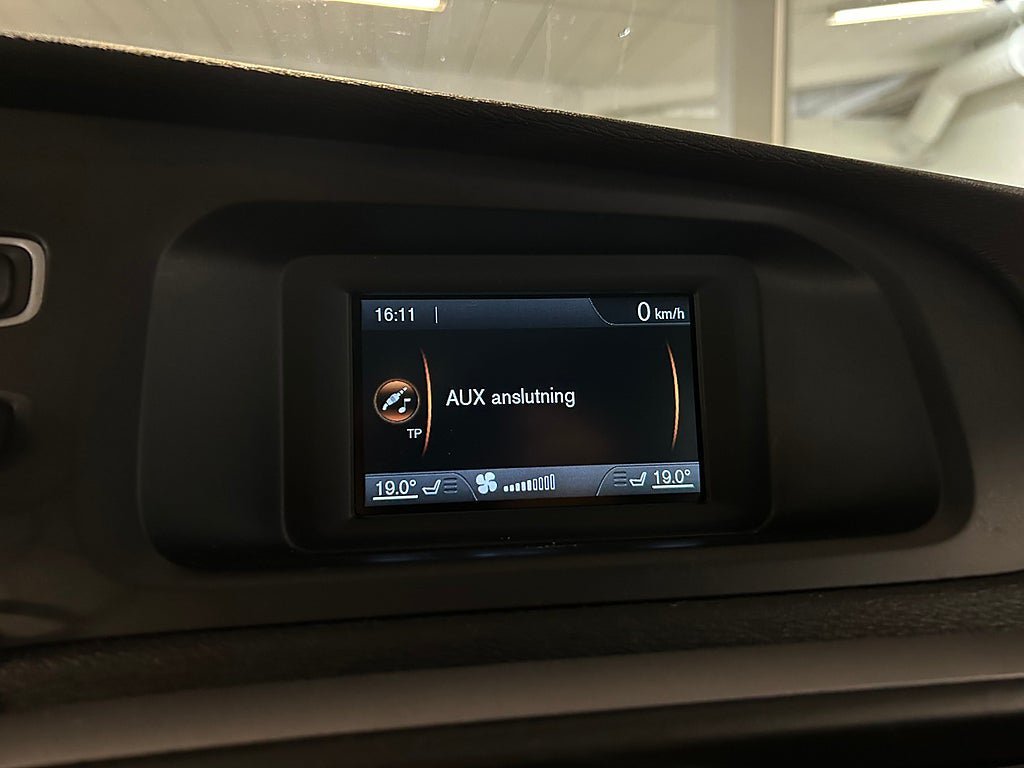 16:11
0 km/h
AUX anslutning
TP
19.0° 19.0°